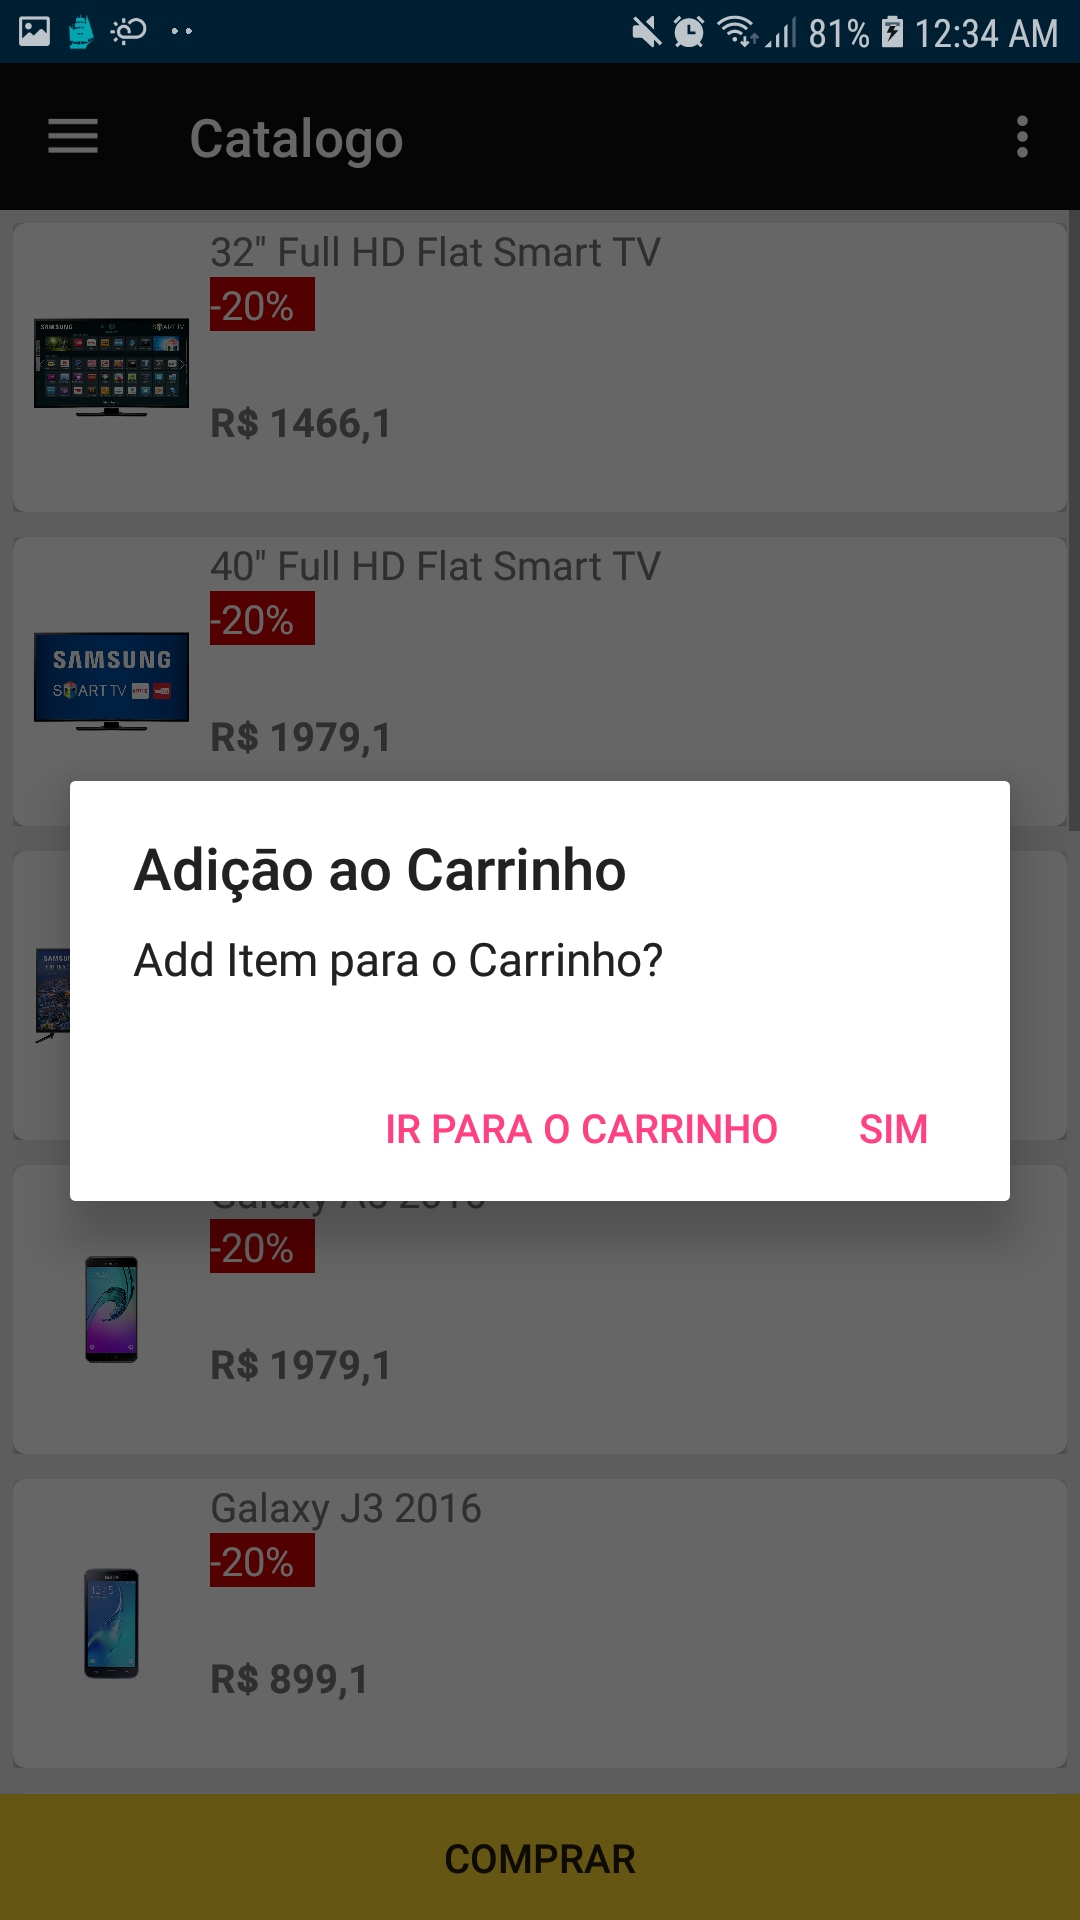 81% 12:34 AM
Catalogo
32" Full HD Flat Smart TV
-20%
SAMSUNG
R$ 1466,1
40" Full HD Flat Smart TV
-20%
SAMSUNG
SMART TV
R$ 1979,1
Adição ao Carrinho
Add Item para o Carrinho?
IR PARA O CARRINHO SIM
-20%
R$ 1979,1
Galaxy J3 2016
-20%
R$ 899,1
COMPRAR